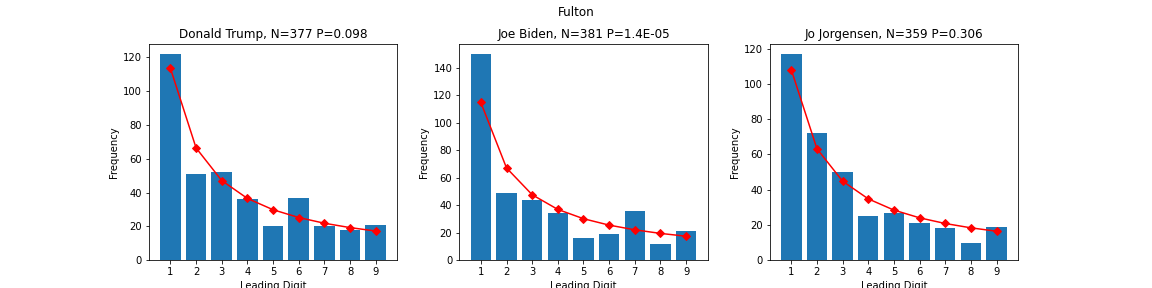 Fulton
Donald Trump, N=377 P=0.098
Frequency
120
100
80
60
40
20
0
1 2 3 4 5 6 7 8 9
Leading Digit
Joe Biden, N=381 P=1.4E-05
Frequency
140
120
100
80
60
40
20
0
1 2 3 4 5 6 7 8 9
Leading Digit
Jo Jorgensen, N=359 P=0.306
Frequency
120
100
80
60
40
20
0
1 2 3 4 5 6 7 8 9
Leading Digit